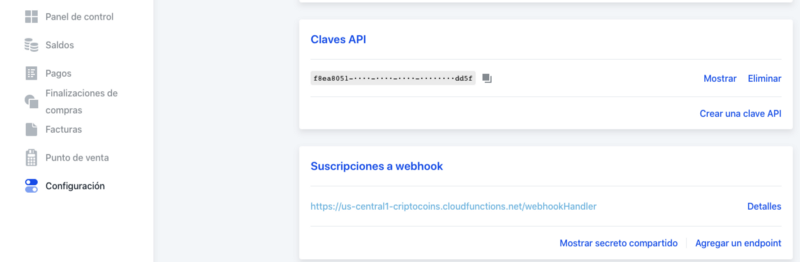 Panel de control
Saldos
Pagos
Finalizaciones de
compras
Facturas
Punto de venta
Configuración
Claves API
f8ea8051-····-····-····-········dd5f
Mostrar Eliminar
Crear una clave API
Suscripciones a webhook
https://us-central1-criptocoins.cloudfunctions.net/webhookHandler
Detalles
Mostrar secreto compartido Agregar un endpoint